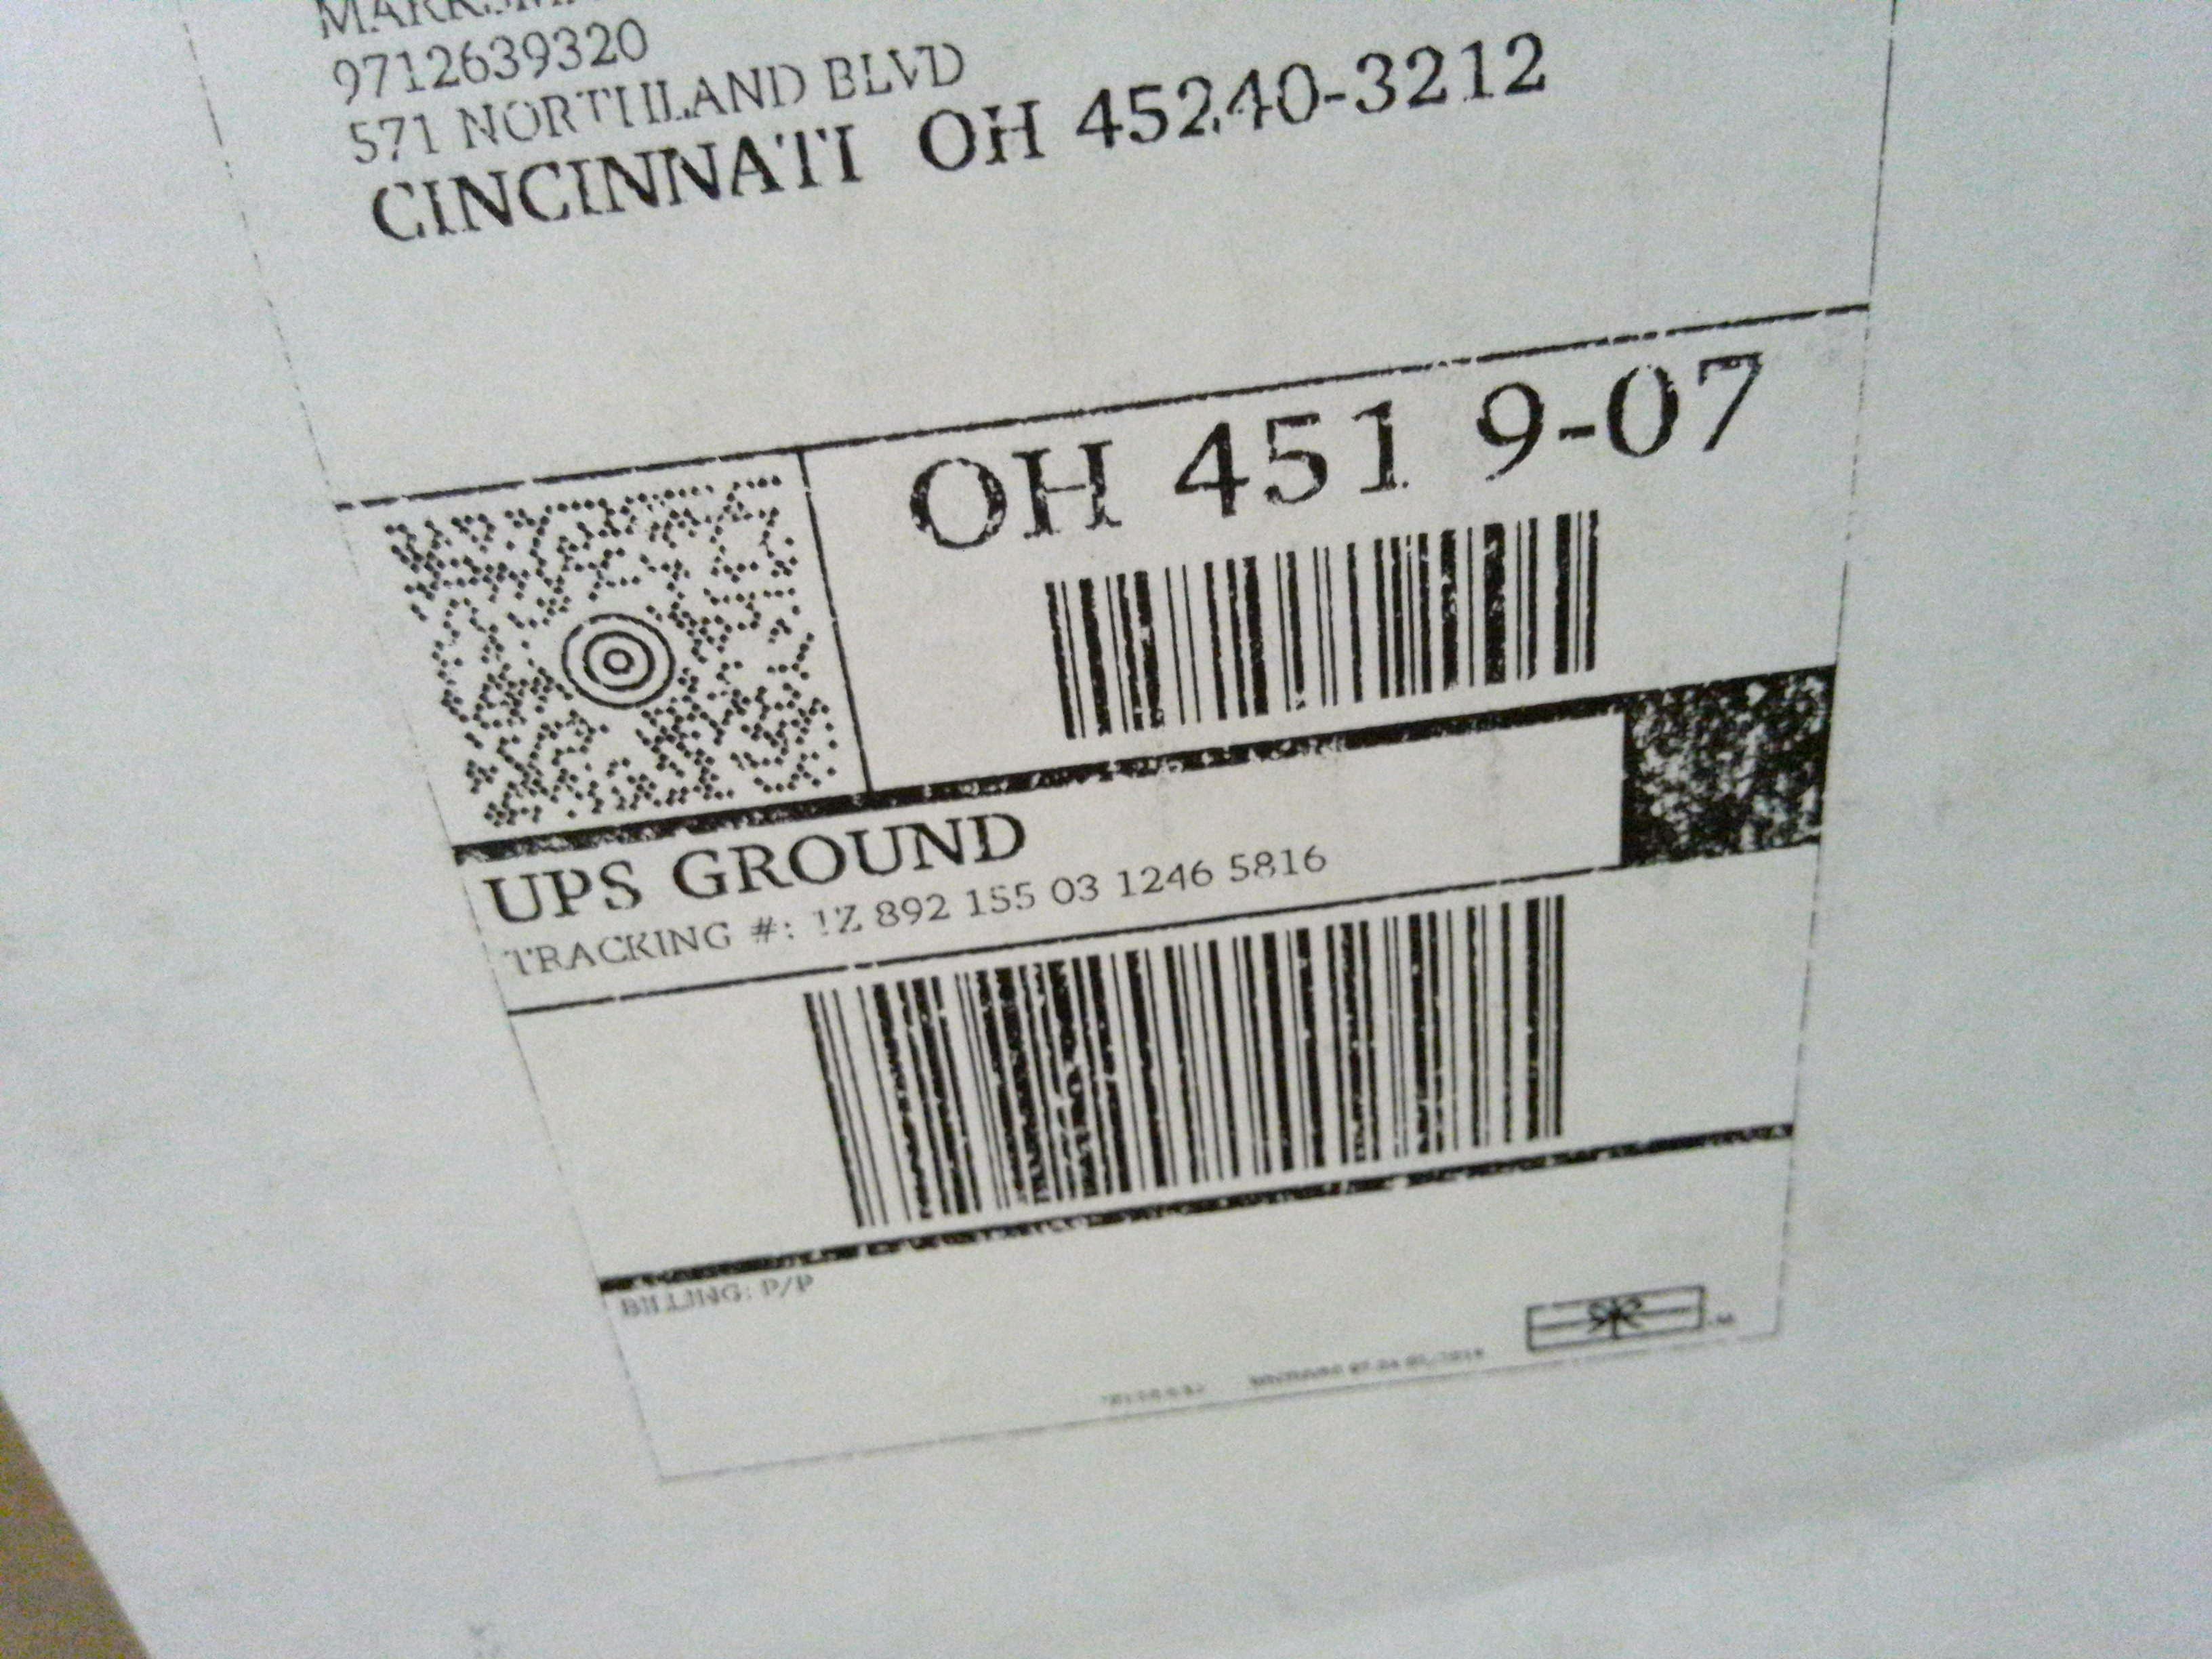 9712639320
571 NORTHLAND BLVD
CINCINNATI OH 45240-3212
OH 451 9-07
UPS GROUND
TRACKING #: 1Z 892 155 03 1246 5816
BILLING: P/P